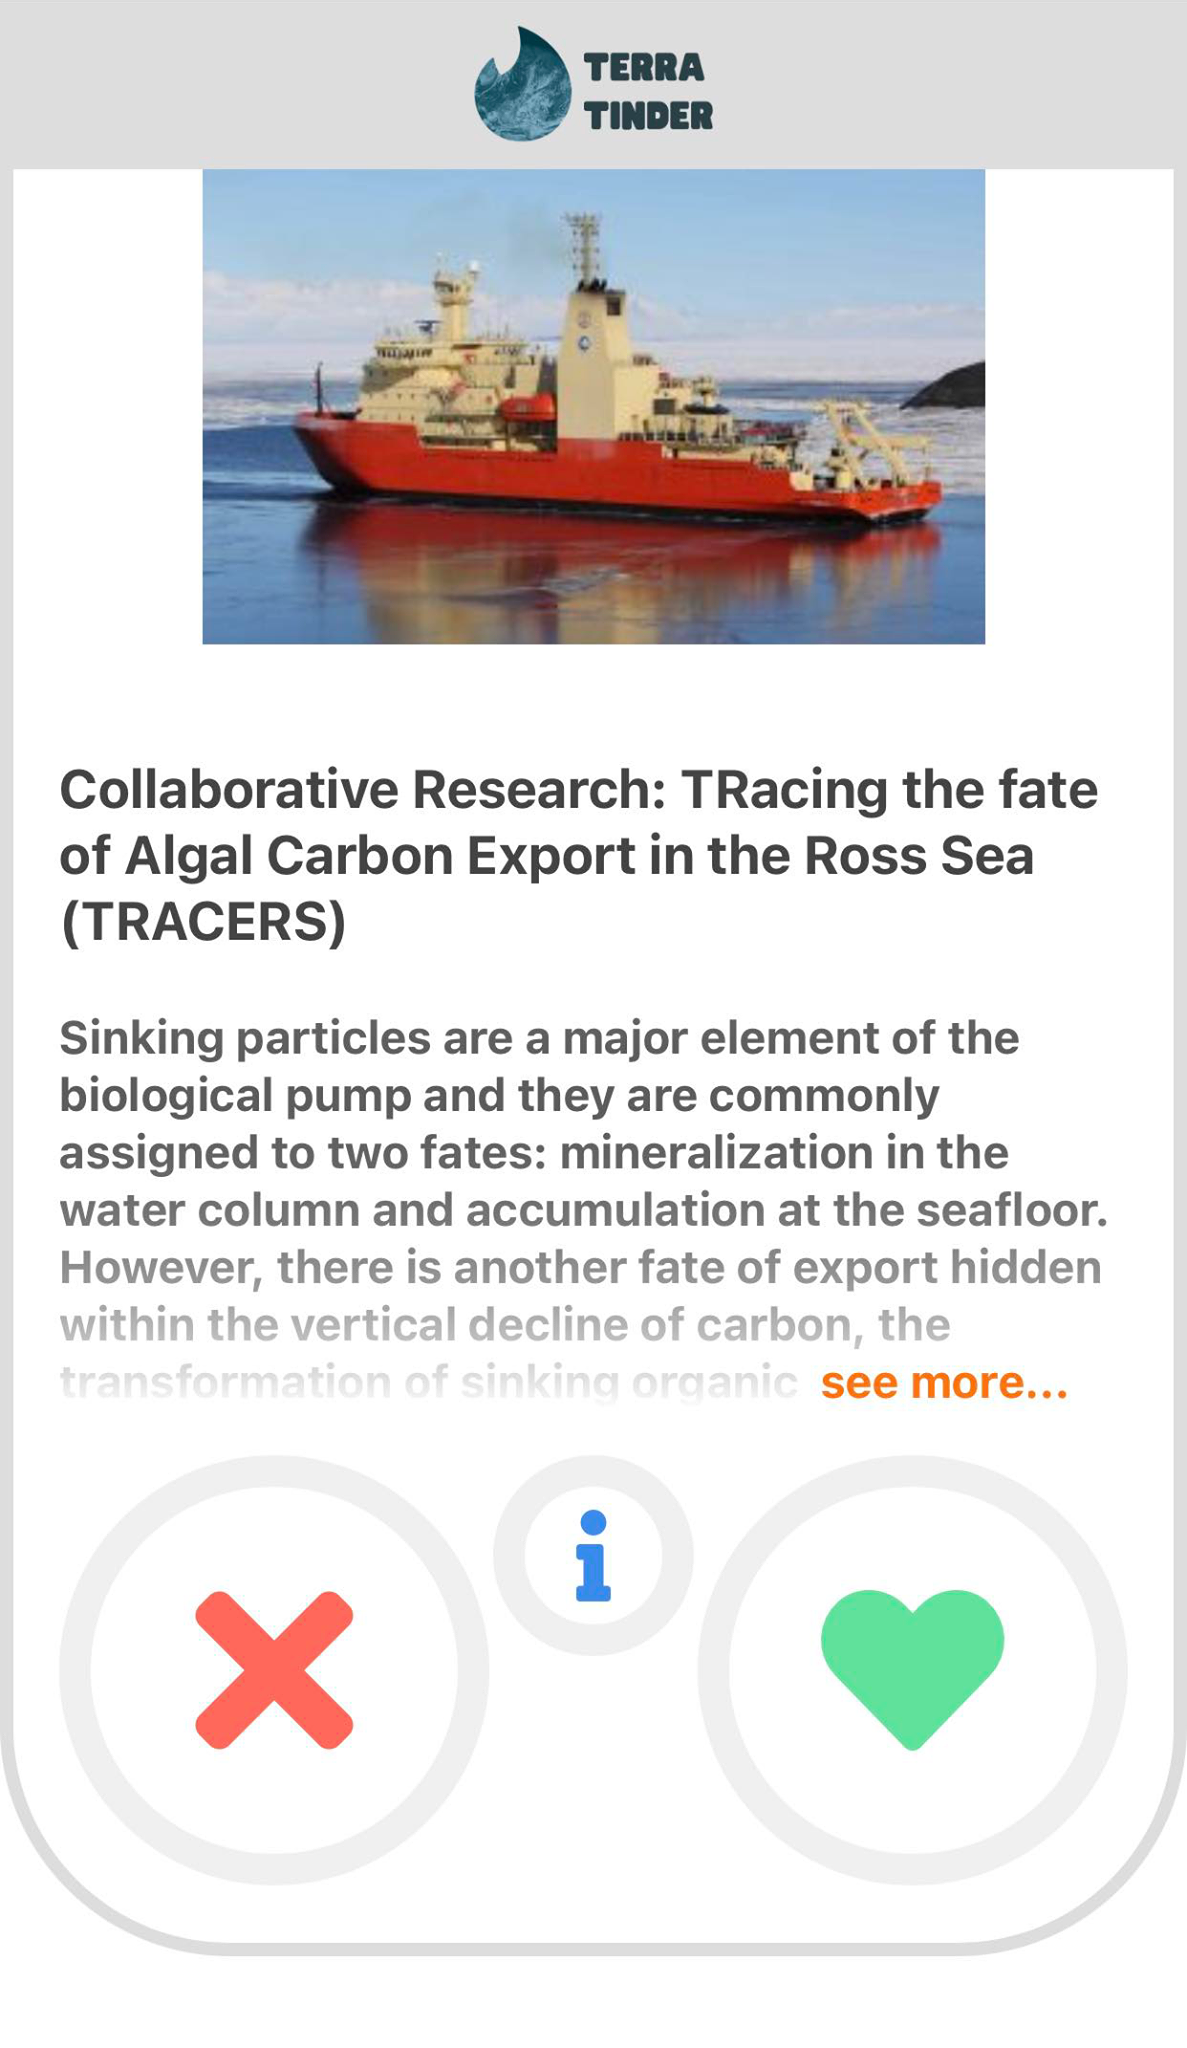 TERRA
TINDER
Collaborative Research: TRacing the fate
of Algal Carbon Export in the Ross Sea
(TRACERS)
Sinking particles are a major element of the
biological pump and they are commonly
assigned to two fates: mineralization in the
water column and accumulation at the seafloor.
However, there is another fate of export hidden
within the vertical decline of carbon, the
transformation of sinking organic see more...